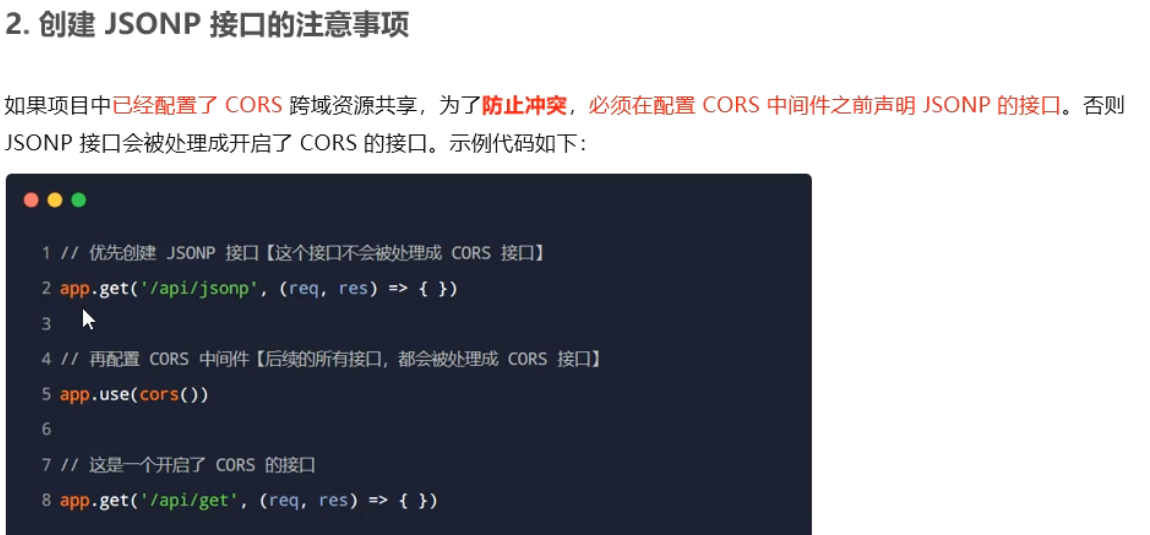 2. 创建 JSONP 接口的注意事项
如果项目中已经配置了 CORS 跨域资源共享，为了防止冲突，必须在配置 CORS 中间件之前声明 JSONP 的接口。否则
JSONP 接口会被处理成开启了 CORS 的接口。示例代码如下：
1 // 优先创建 JSONP 接口【这个接口不会被处理成 CORS 接口】
2 app.get('/api/jsonp', (req, res) => { })
3
4 // 再配置 CORS 中间件【后续的所有接口，都会被处理成 CORS 接口】
5 app.use(cors())
6
7 // 这是一个开启了 CORS 的接口
8 app.get('/api/get', (req, res) => { })